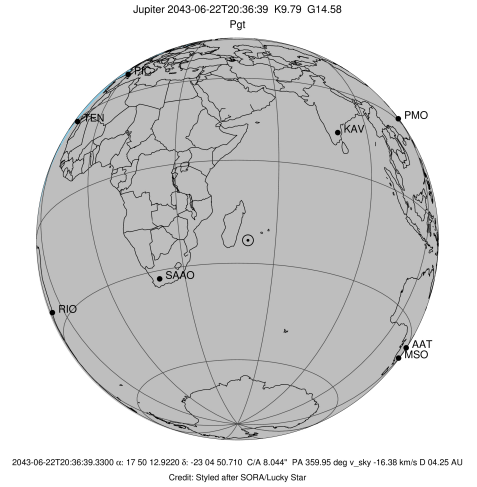 Jupiter 2043-06-22T20:36:39 K9.79 G14.58
Pgt
PIC
TEN
PMO
KAV
SAAO
RIO
AAT
MSO
2043-06-22T20:36:39.3300 α: 17 50 12.9220 δ: -23 04 50.710 C/A 8.044" PA 359.95 deg v_sky -16.38 km/s D 04.25 AU
Credit: Styled after SORA/Lucky Star